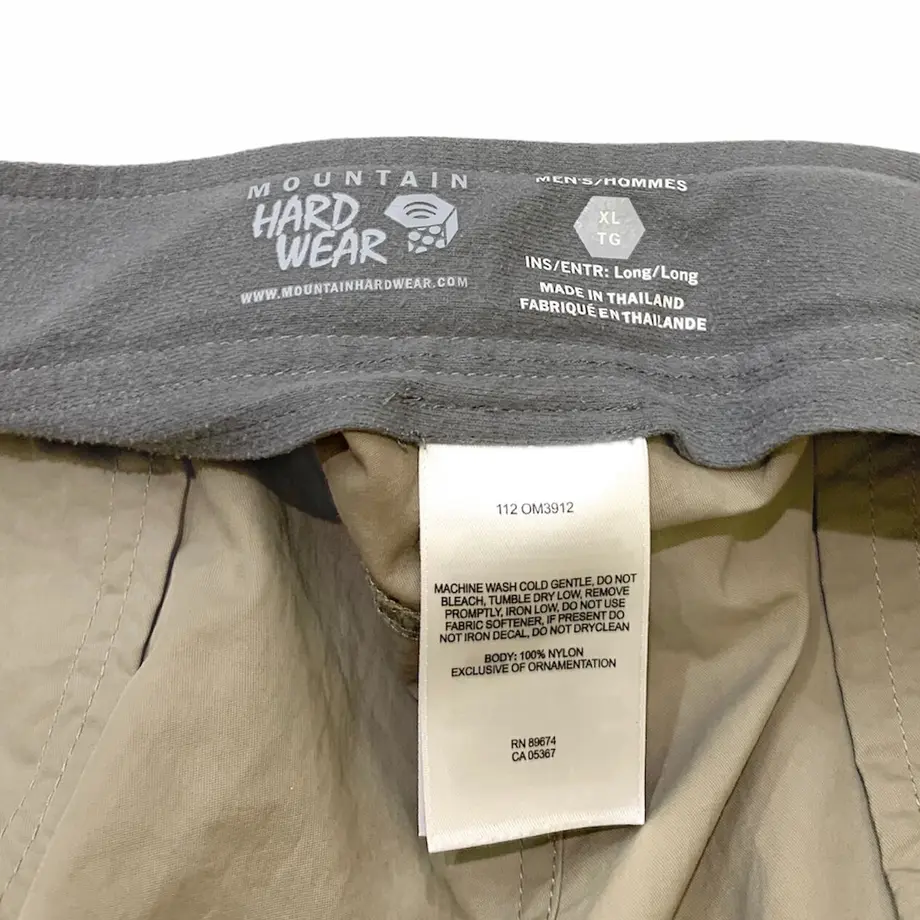 MOUNTAIN
HARD
WEAR
WWW.MOUNTAINHARDWEAR.COM
MEN'S/HOMMES
XL
TG
INS/ENTR: Long/Long
MADE IN THAILAND
FABRIQUÉ EN THAILANDE
112 OM3912
MACHINE WASH COLD GENTLE, DO NOT
BLEACH, TUMBLE DRY LOW, REMOVE
PROMPTLY, IRON LOW, DO NOT USE
FABRIC SOFTENER, IF PRESENT DO
NOT IRON DECAL, DO NOT DRYCLEAN
BODY: 100% NYLON
EXCLUSIVE OF ORNAMENTATION
RN 89674
CA 05367